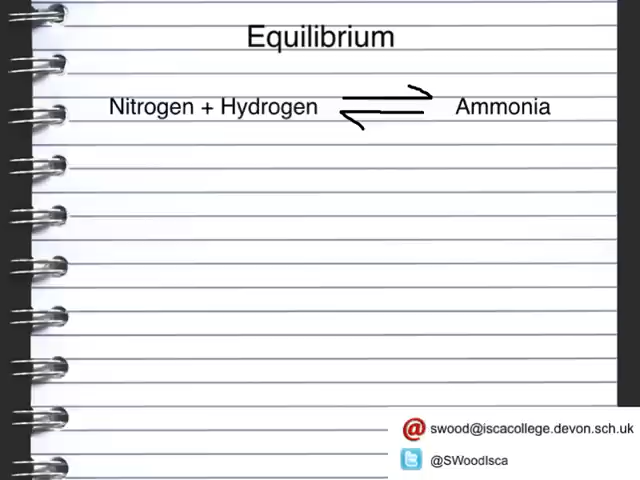 Equilibrium
Nitrogen + Hydrogen ⇌ Ammonia
swood@iscacollege.devon.sch.uk
@SWoodIsca